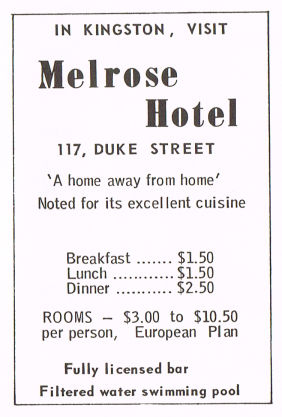 IN KINGSTON, VISIT
Melrose
Hotel
117, DUKE STREET
'A home away from home'
Noted for its excellent cuisine
Breakfast ....... $1.50
Lunch ............ $1.50
Dinner ........... $2.50
ROOMS — $3.00 to $10.50
per person, European Plan
Fully licensed bar
Filtered water swimming pool